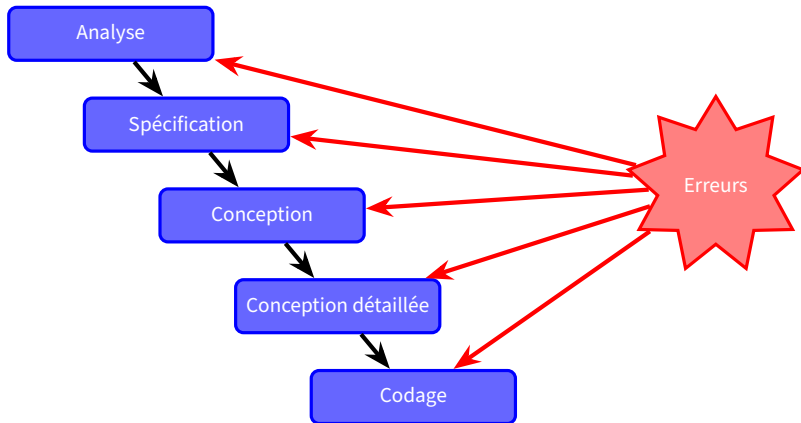 Analyse
Spécification
Erreurs
Conception
Conception détaillée
Codage